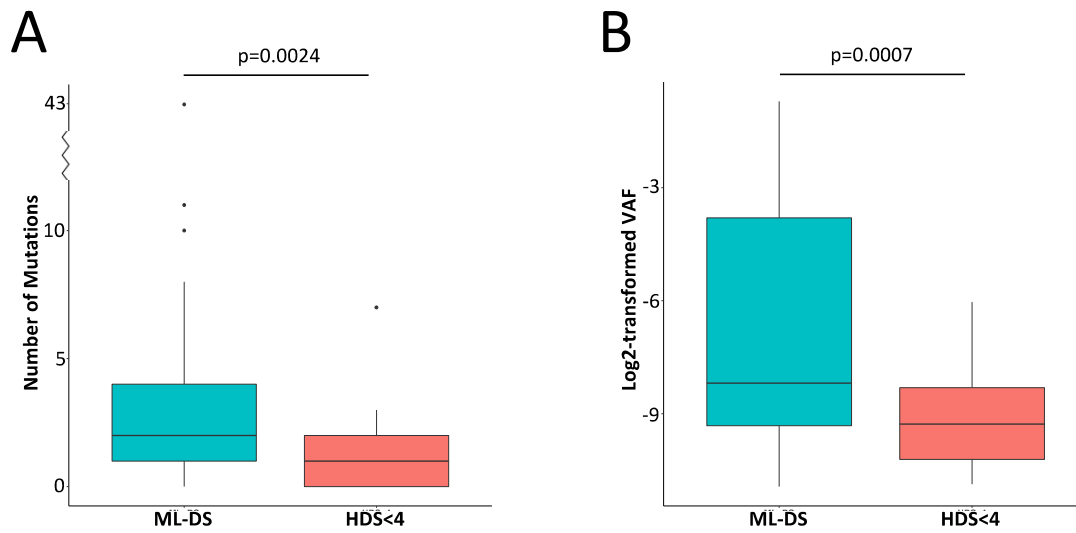 A
p=0.0024
43
10
5
0
Number of Mutations
ML-DS
HDS<4
B
p=0.0007
-3
-6
-9
Log2-transformed VAF
ML-DS
HDS<4